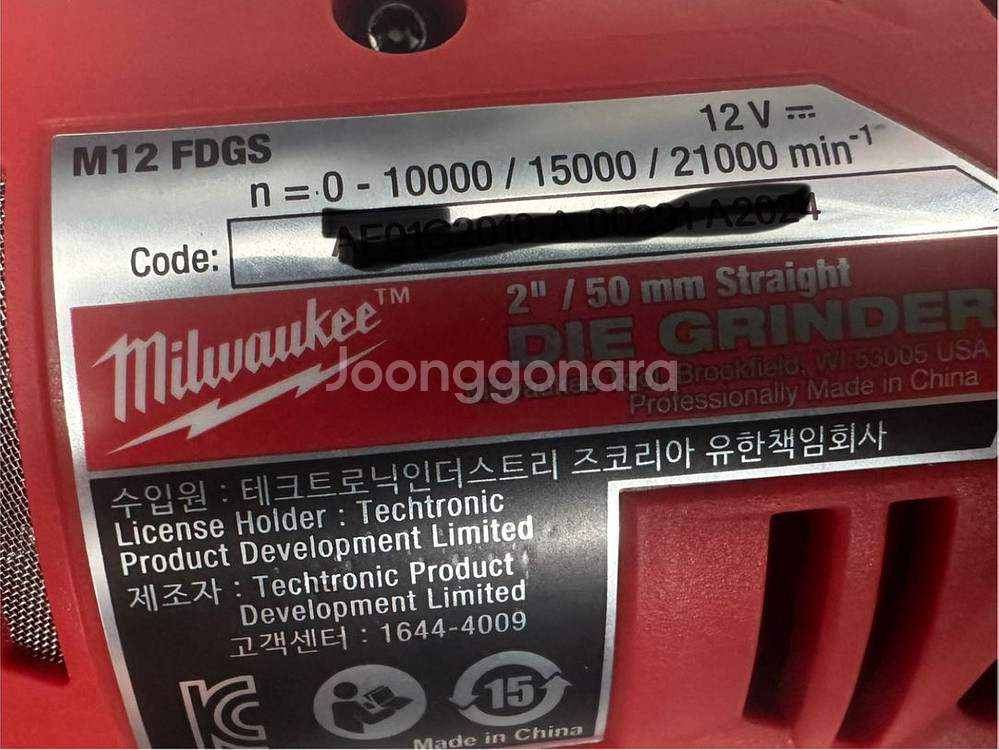 M12 FDGS
12 V
n = 0 - 10000 / 15000 / 21000 min⁻¹
Code:
Milwaukee™
2" / 50 mm Straight
DIE GRINDER
Joonggonara
Brookfield, WI 53005 USA
Professionally Made in China
수입원 : 테크트로닉인더스트리 즈코리아 유한책임회사
License Holder : Techtronic
Product Development Limited
제조자 : Techtronic Product
Development Limited
고객센터 : 1644-4009
15
Made in China